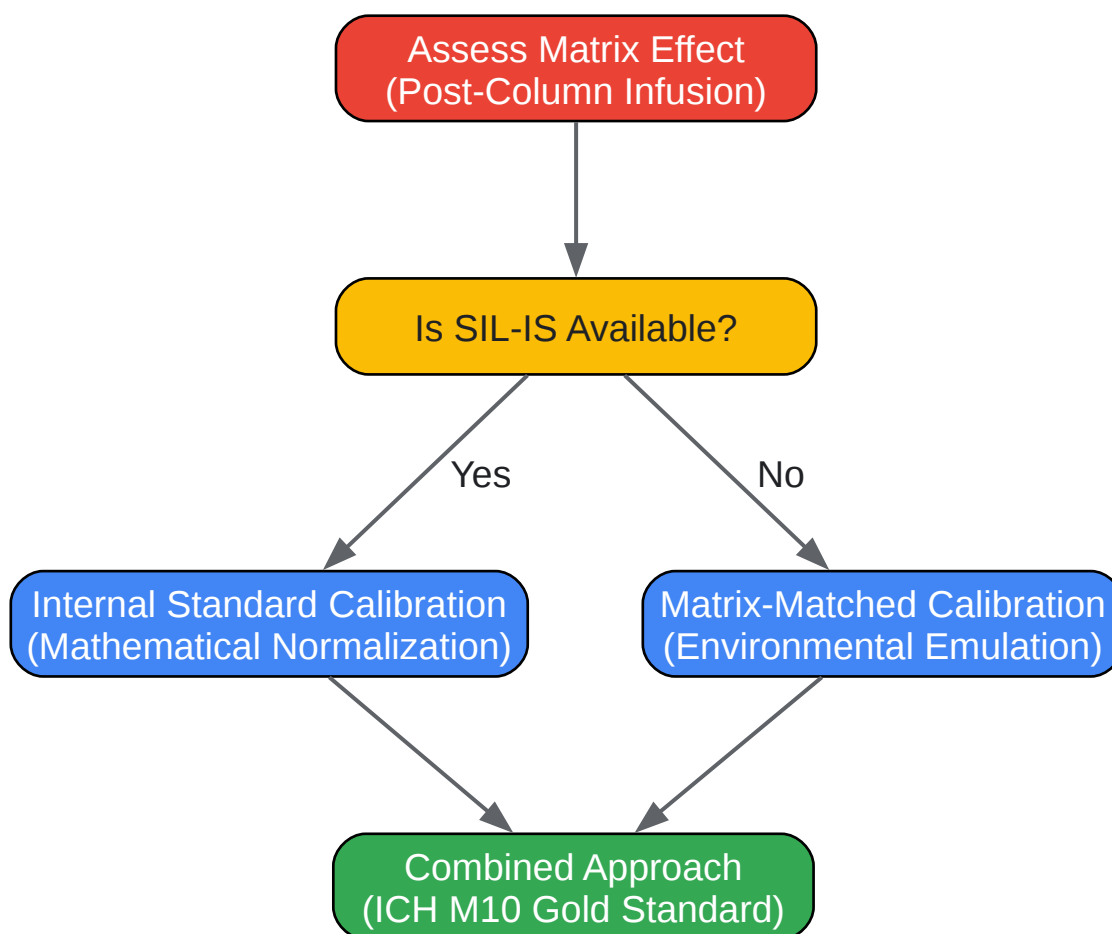 Assess Matrix Effect
(Post-Column Infusion)
Is SIL-IS Available?
Yes
No
Internal Standard Calibration
(Mathematical Normalization)
Matrix-Matched Calibration
(Environmental Emulation)
Combined Approach
(ICH M10 Gold Standard)